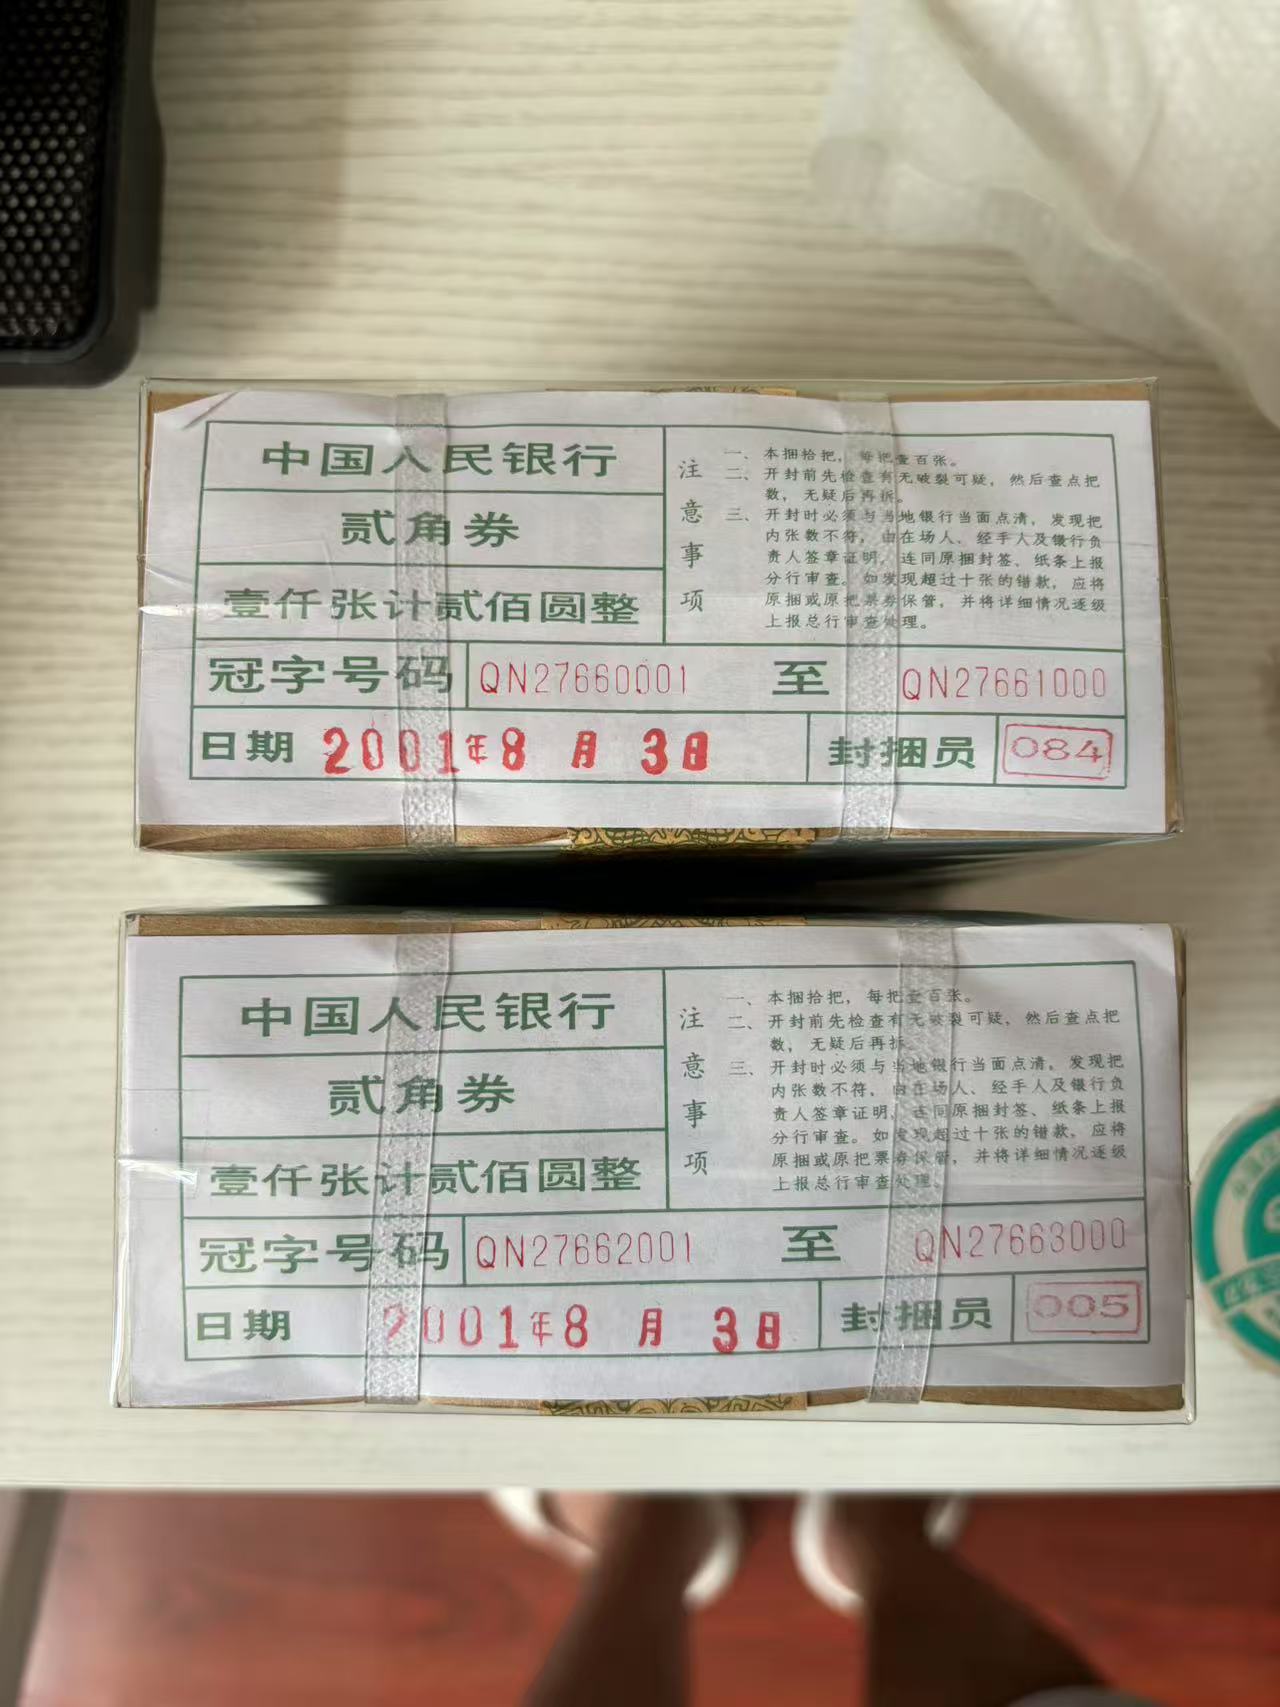 中国人民银行
贰角券
壹仟张计贰佰圆整
注意事项
一、本捆拾把，每把壹百张。
二、开封前先检查有无破裂可疑，然后查点把
数，无疑后再拆。
三、开封时必须与当地银行当面点清，发现把
内张数不符，由在场人、经手人及银行负
责人签章证明，连同原捆封签、纸条上报
分行审查。如发现超过十张的错款，应将
原捆或原把票券保管，并将详细情况逐级
上报总行审查处理。
冠字号码 QN27660001 至 QN27661000
日期 2001年8月3日 封捆员 084
中国人民银行
贰角券
壹仟张计贰佰圆整
注意事项
一、本捆拾把，每把壹百张。
二、开封前先检查有无破裂可疑，然后查点把
数，无疑后再拆。
三、开封时必须与当地银行当面点清，发现把
内张数不符，由在场人、经手人及银行负
责人签章证明，连同原捆封签、纸条上报
分行审查。如发现超过十张的错款，应将
原捆或原把票券保管，并将详细情况逐级
上报总行审查处理。
冠字号码 QN27662001 至 QN27663000
日期 2001年8月3日 封捆员 005